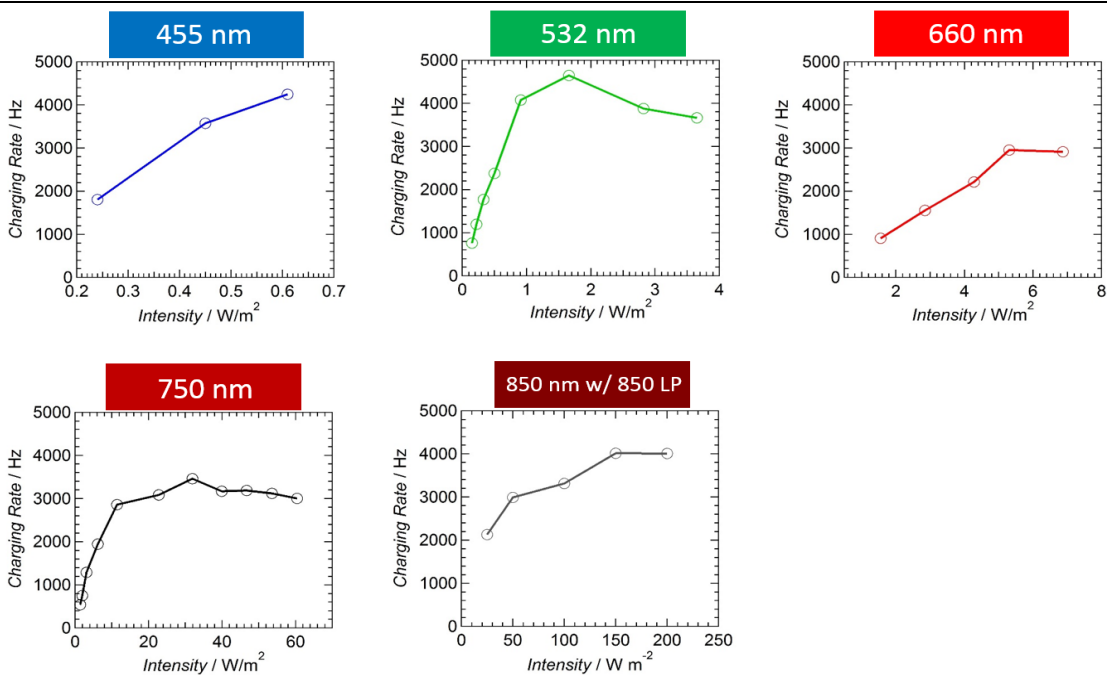 455 nm
5000
4000
3000
2000
1000
0
Charging Rate / Hz
0.2 0.3 0.4 0.5 0.6 0.7
Intensity / W/m²
532 nm
5000
4000
3000
2000
1000
0
Charging Rate / Hz
0 1 2 3 4
Intensity / W/m²
660 nm
5000
4000
3000
2000
1000
0
Charging Rate / Hz
2 4 6 8
Intensity / W/m²
750 nm
5000
4000
3000
2000
1000
0
Charging Rate / Hz
0 20 40 60
Intensity / W/m²
850 nm w/ 850 LP
5000
4000
3000
2000
1000
0
Charging Rate / Hz
0 50 100 150 200 250
Intensity / W m⁻²